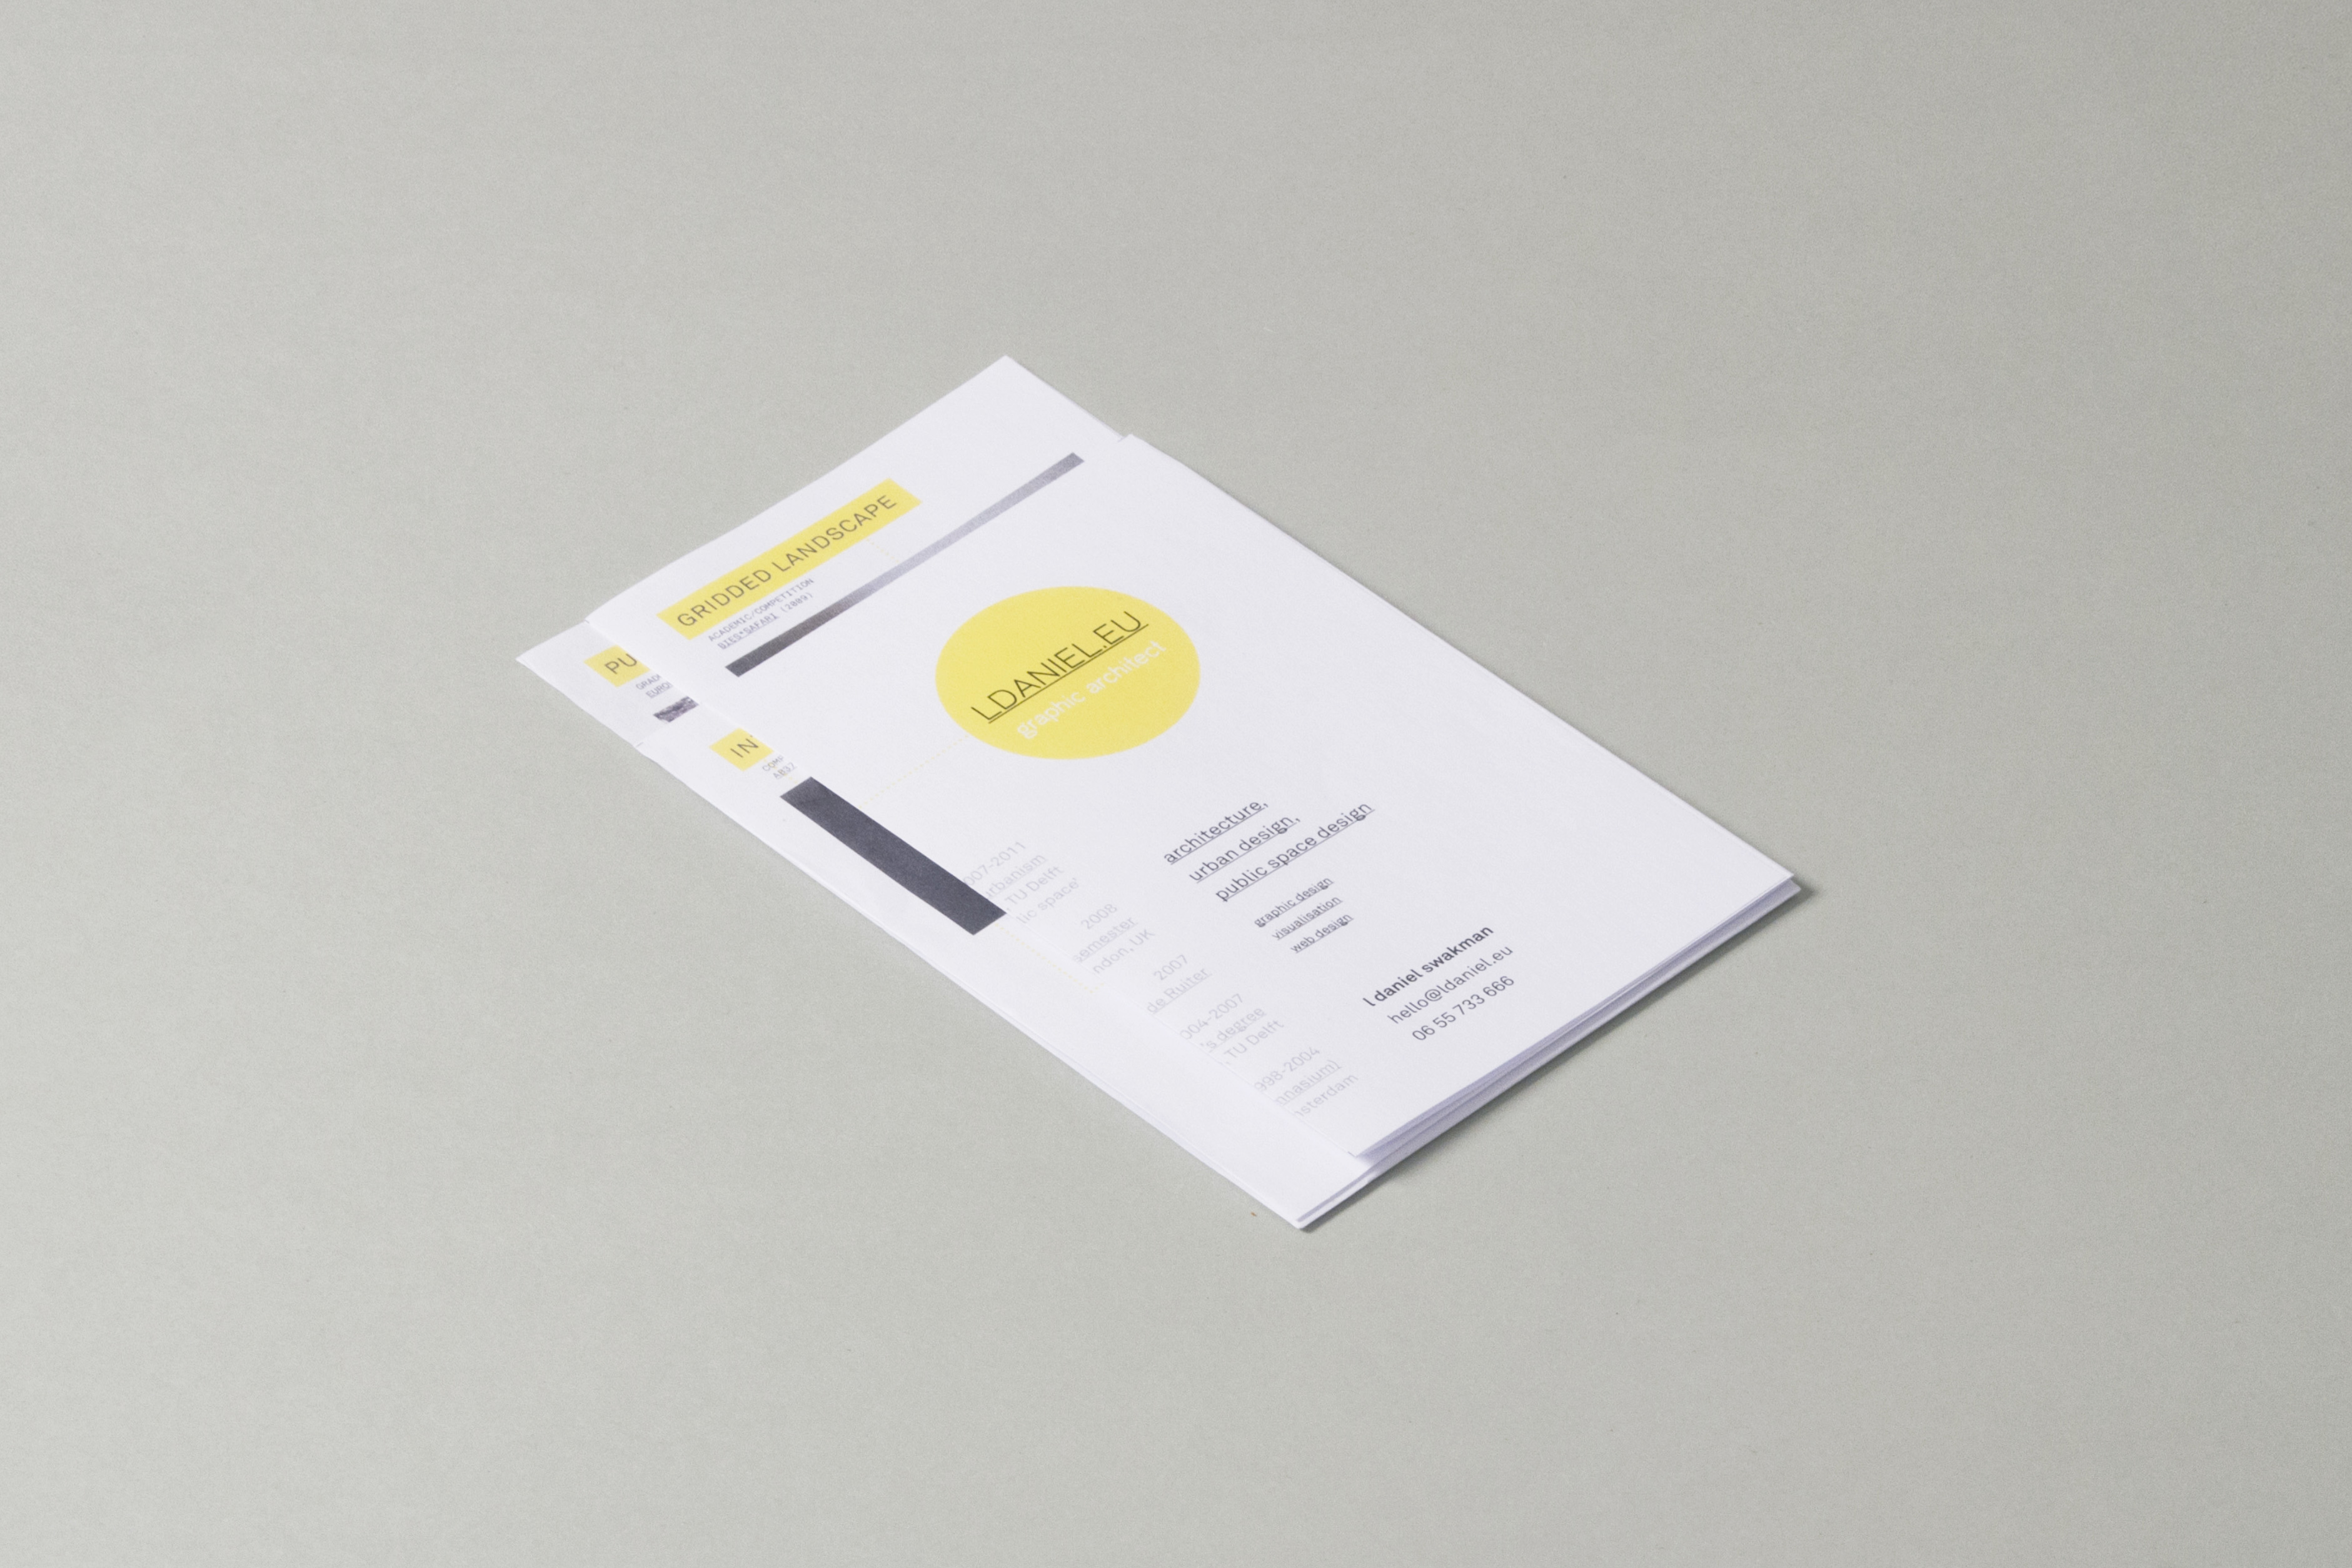 GRIDDED LANDSCAPE
ACADEMIC/COMPETITION
BIES*SAFARI (2009)
PU
GRAD
EURO
IN
COMP
AB37
LDANIEL.EU
graphic architect
architecture,
urban design,
public space design
graphic design
visualisation
web design
l daniel swakman
hello@ldaniel.eu
06 55 733 666
007-2011
urbanism
TU Delft
lic space'
2008
semester
ndon, UK
2007
de Ruiter
004-2007
's degree
, TU Delft
998-2004
nnasium)
nsterdam